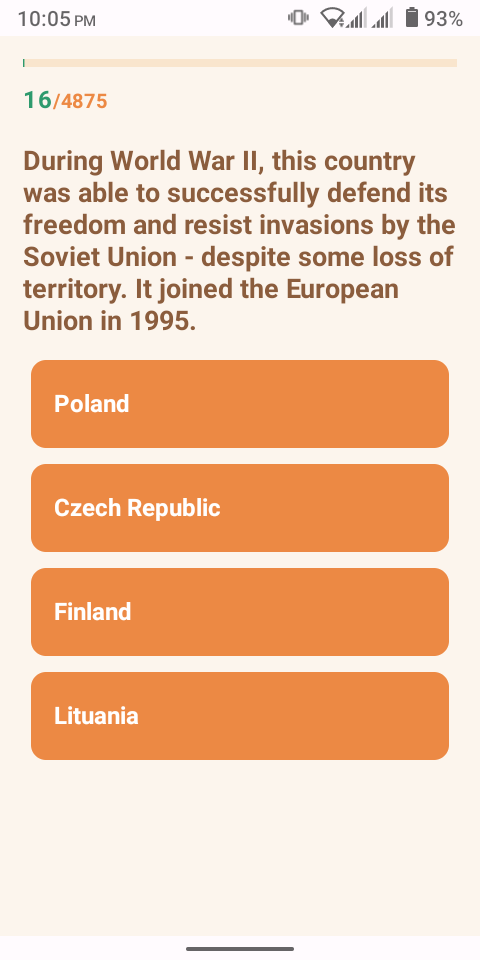 10:05 PM 93%
16/4875
During World War II, this country
was able to successfully defend its
freedom and resist invasions by the
Soviet Union - despite some loss of
territory. It joined the European
Union in 1995.
Poland
Czech Republic
Finland
Lituania